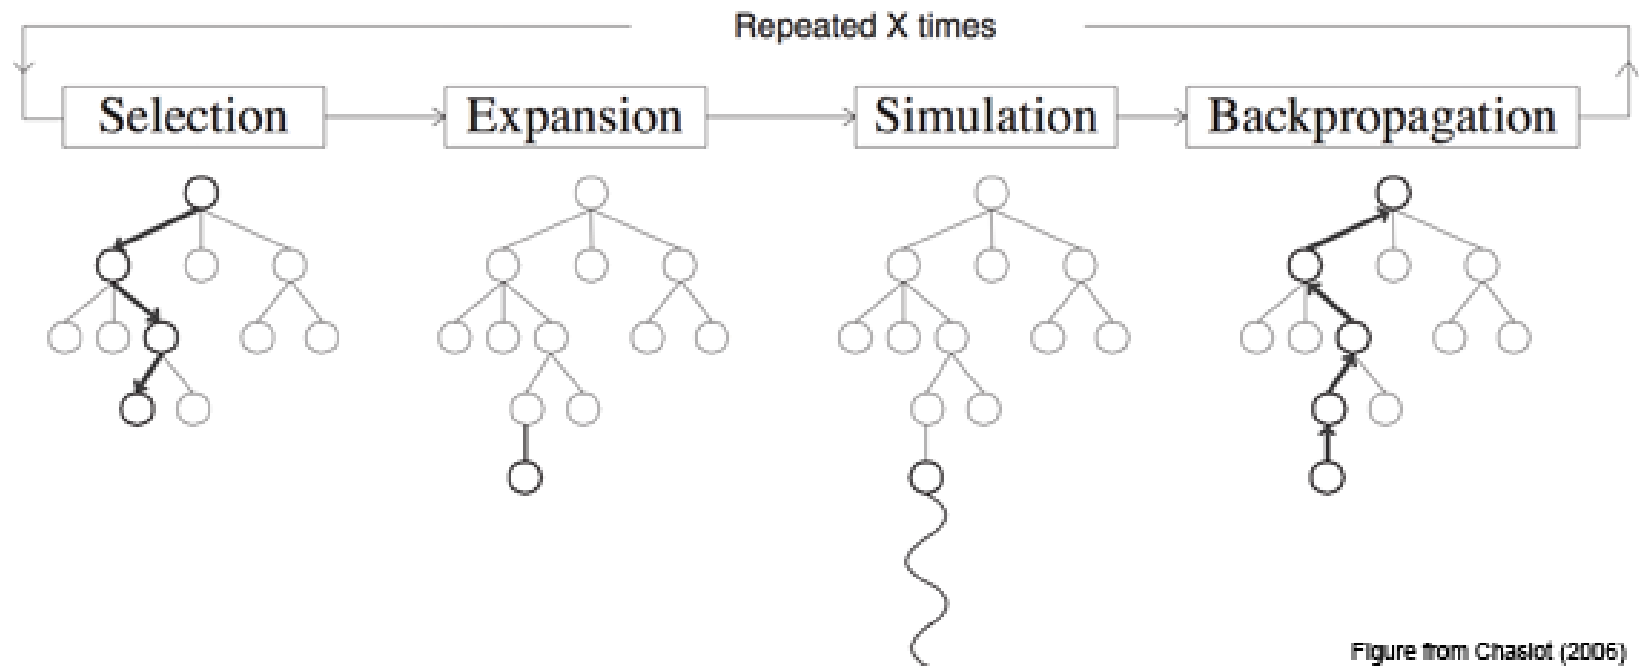 Repeated X times
Selection
Expansion
Simulation
Backpropagation
Figure from Chaslot (2006)